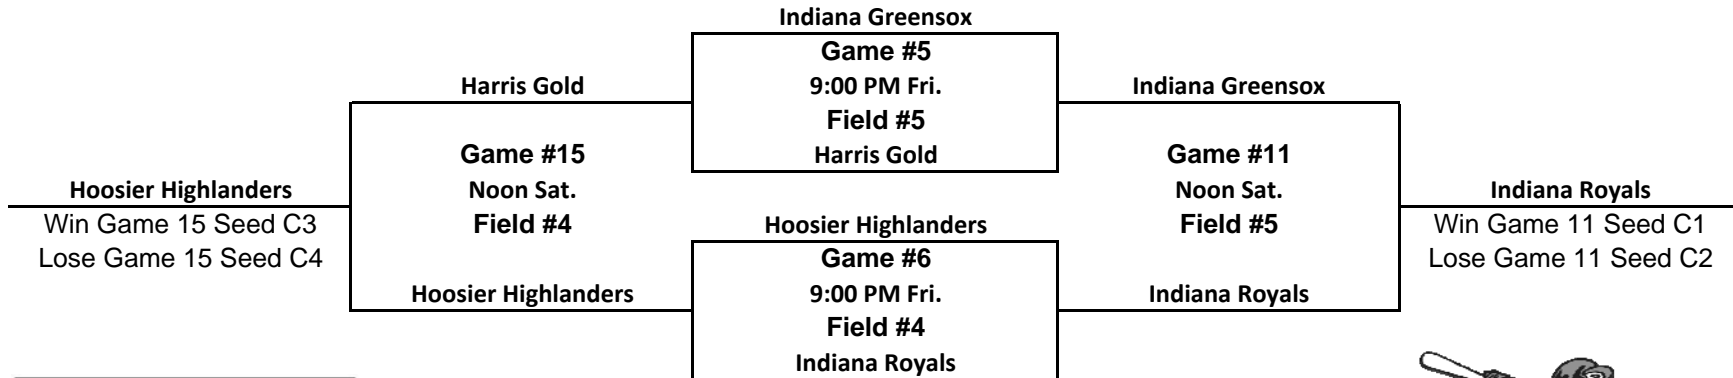 Indiana Greensox
Game #5
Harris Gold
9:00 PM Fri.
Indiana Greensox
Field #5
Game #15
Harris Gold
Game #11
Hoosier Highlanders
Noon Sat.
Noon Sat.
Indiana Royals
Win Game 15 Seed C3
Field #4
Hoosier Highlanders
Field #5
Win Game 11 Seed C1
Lose Game 15 Seed C4
Game #6
Lose Game 11 Seed C2
Hoosier Highlanders
9:00 PM Fri.
Indiana Royals
Field #4
Indiana Royals